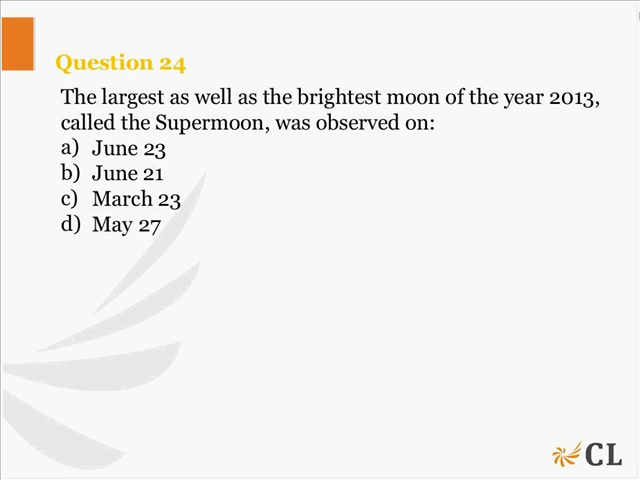 Question 24
The largest as well as the brightest moon of the year 2013,
called the Supermoon, was observed on:
a) June 23
b) June 21
c) March 23
d) May 27
CL